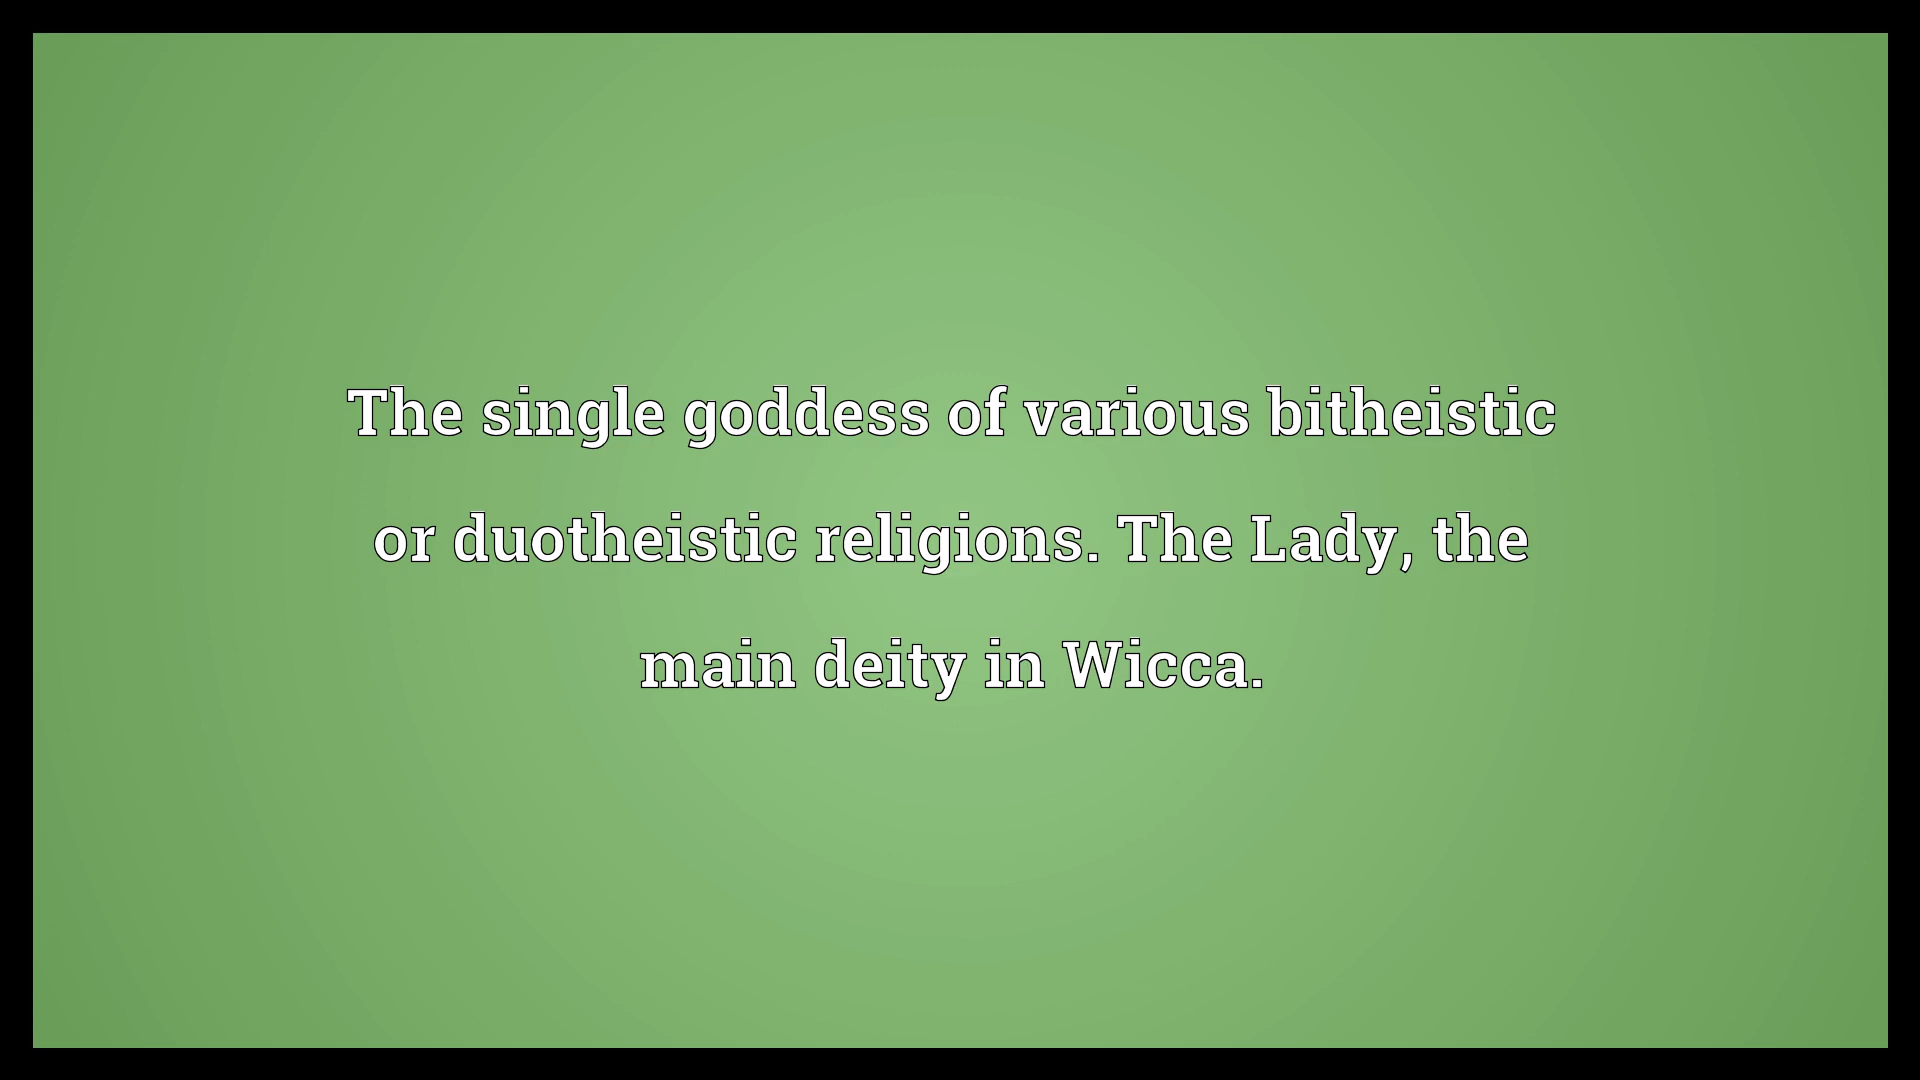 The single goddess of various bitheistic
or duotheistic religions. The Lady, the
main deity in Wicca.